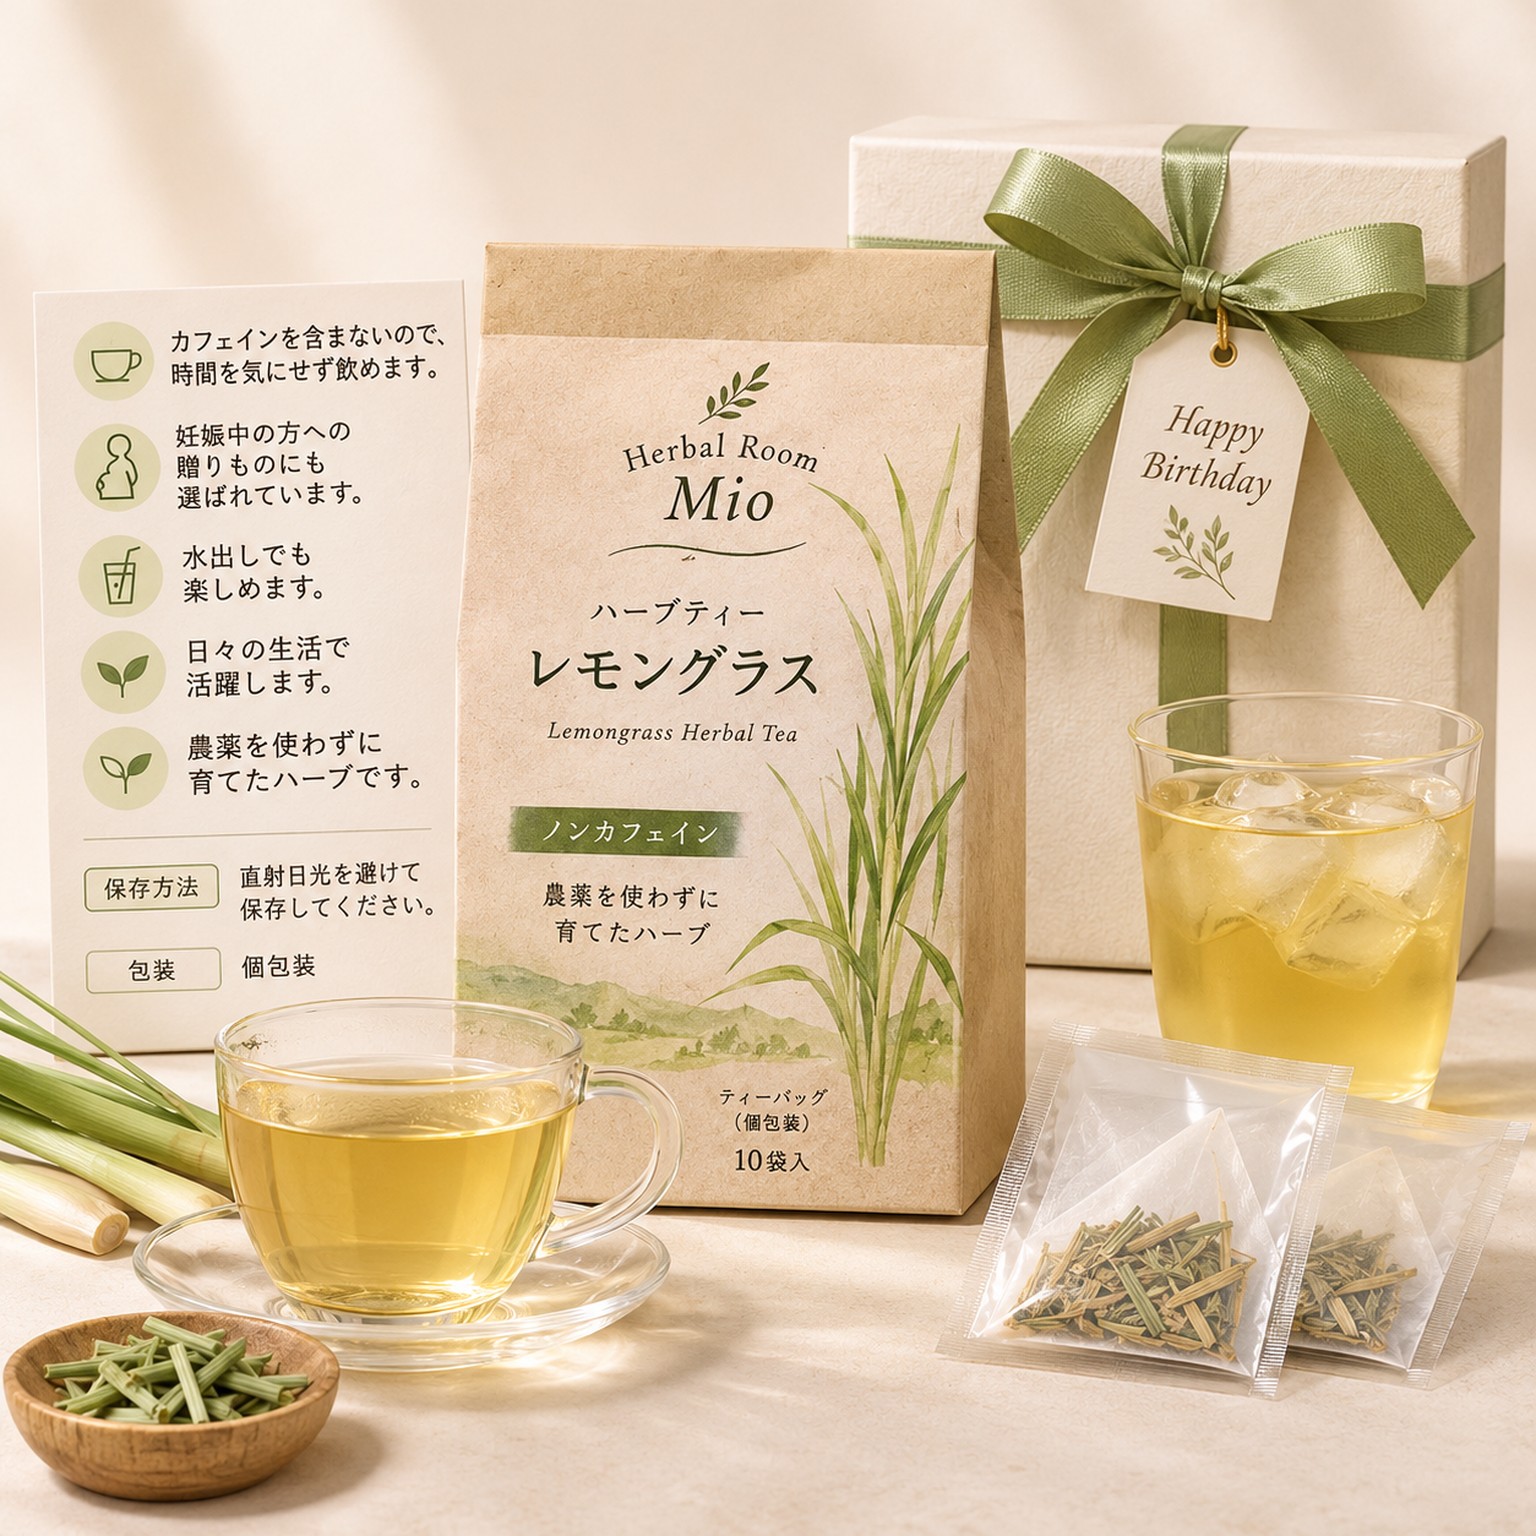 カフェインを含まないので、
時間を気にせず飲めます。
妊娠中の方への
贈りものにも
選ばれています。
水出しでも
楽しめます。
日々の生活で
活躍します。
農薬を使わずに
育てたハーブです。
保存方法
直射日光を避けて
保存してください。
包装
個包装
Herbal Room
Mio
ハーブティー
レモングラス
Lemongrass Herbal Tea
ノンカフェイン
農薬を使わずに
育てたハーブ
ティーバッグ
（個包装）
10袋入
Happy
Birthday